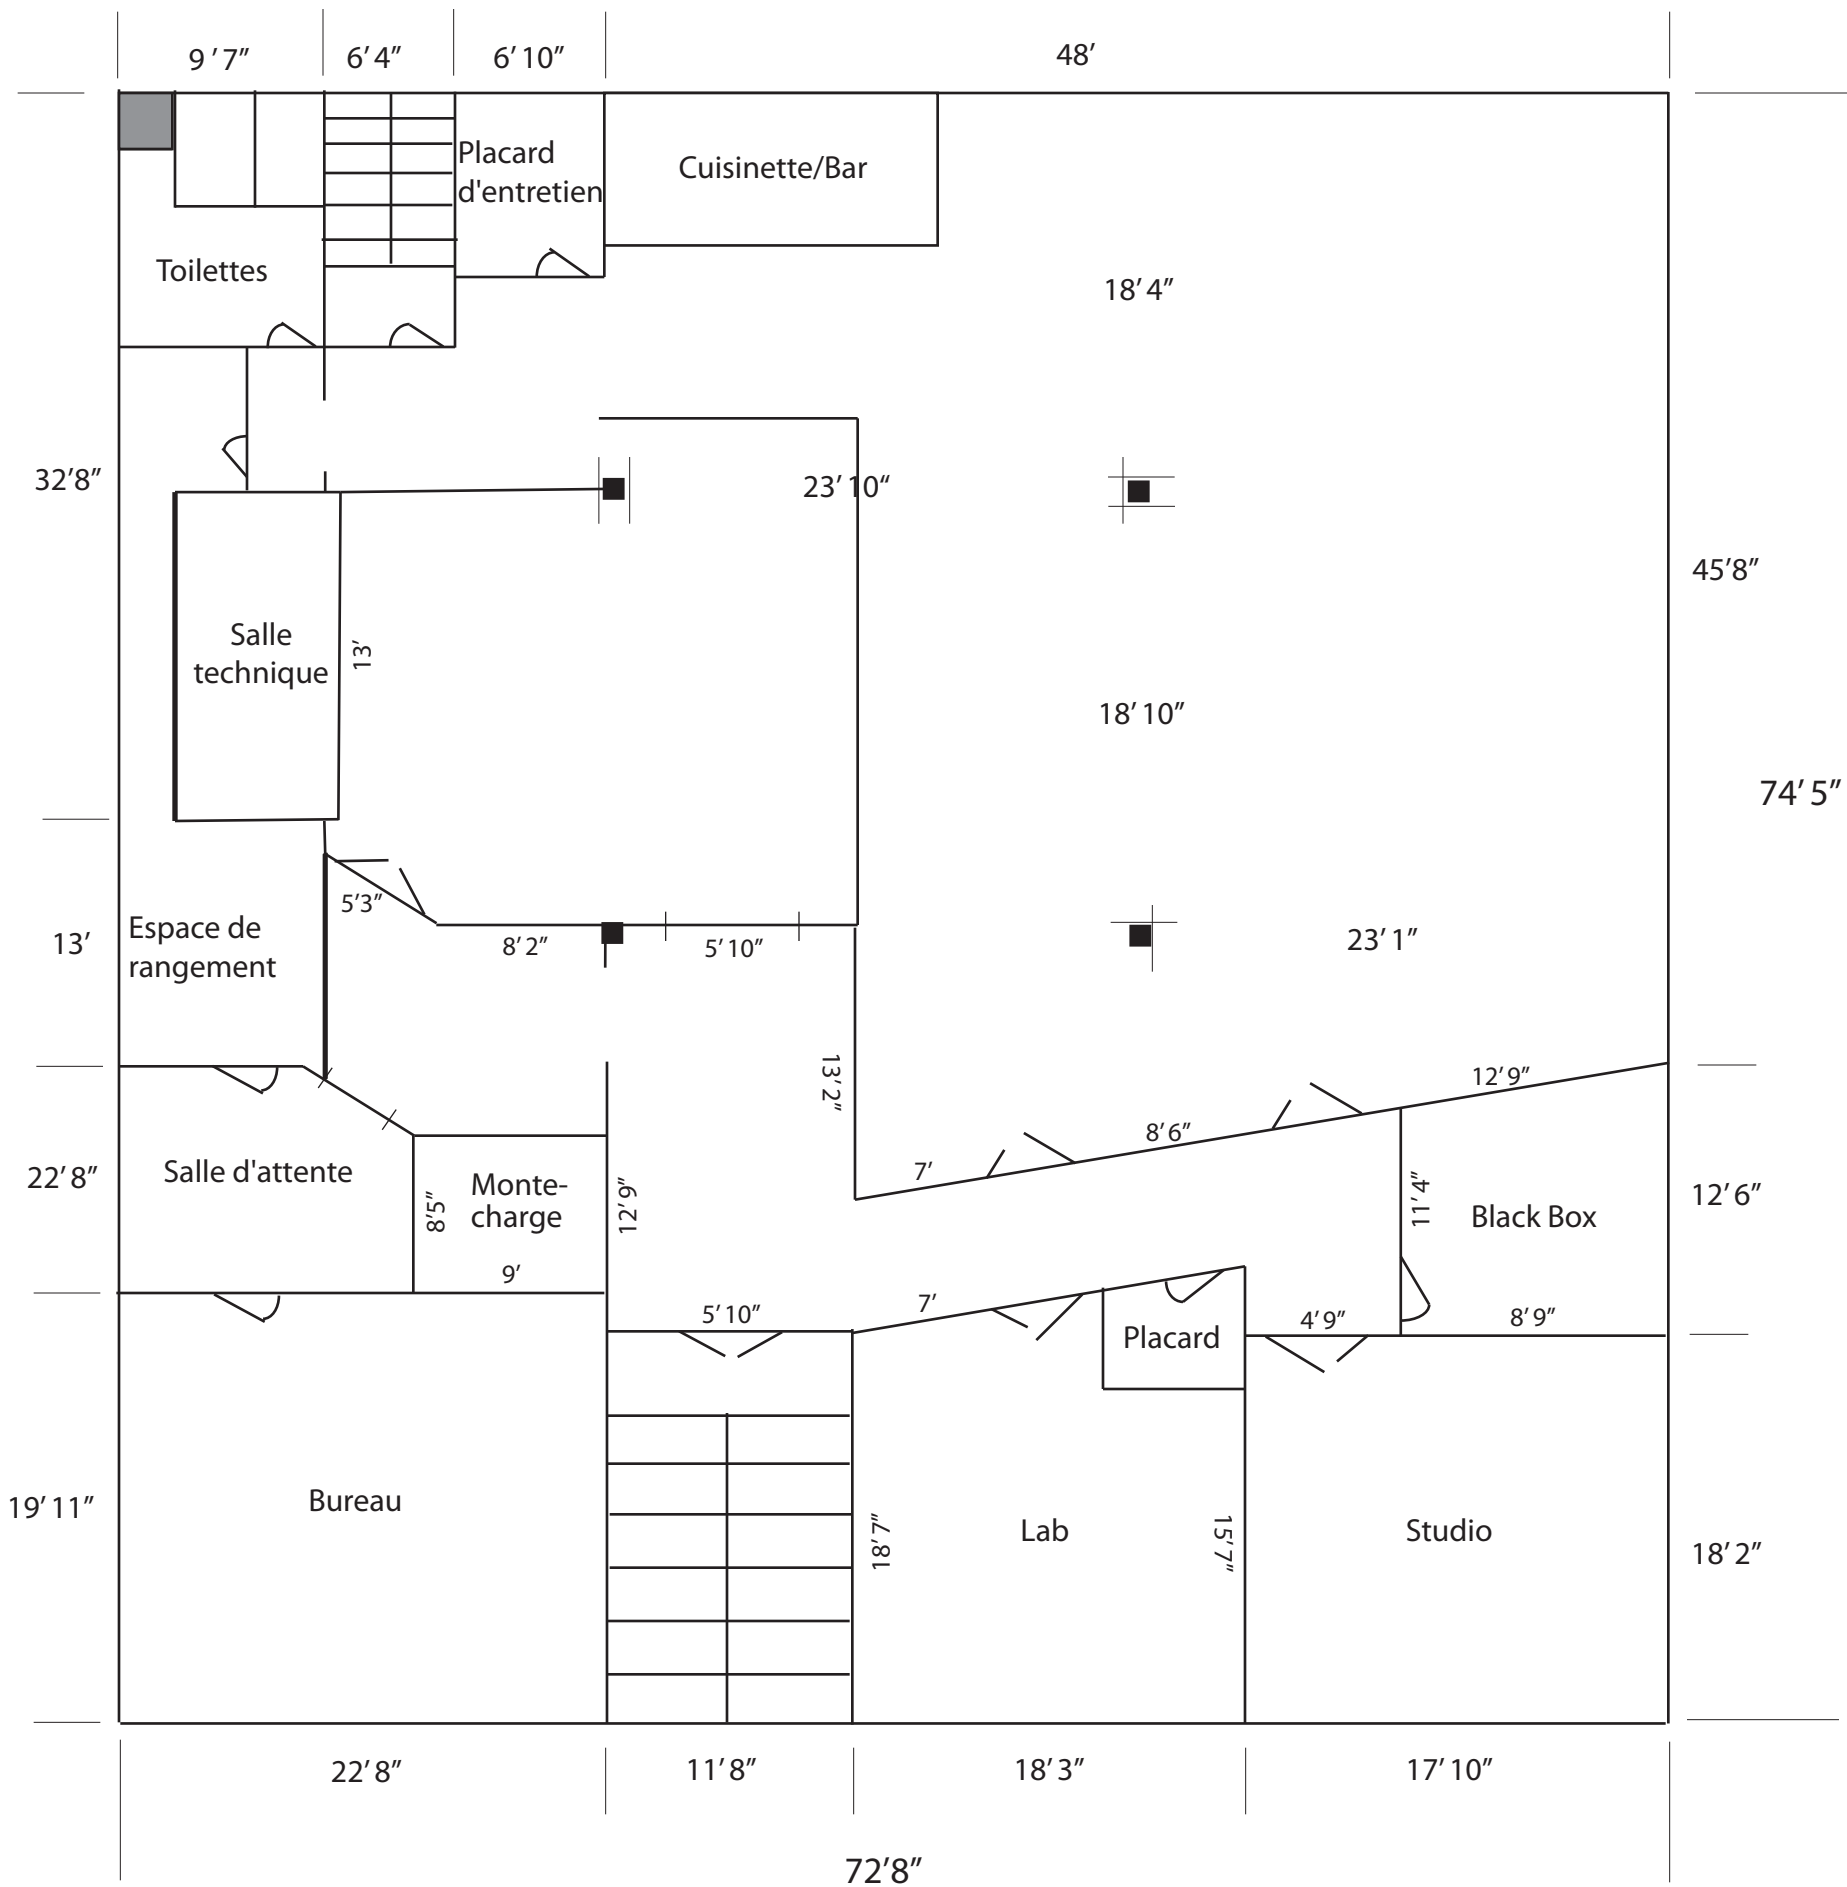 9’7”
6’4”
6’10”
48’
Placard
d'entretien
Cuisinette/Bar
Toilettes
18’4”
32’8”
23’10“
45’8”
Salle
technique
13’
18’10”
74’5”
5’3”
Espace de
rangement
13’
8’2”
5’10”
23’1”
13’2”
12’9”
8’6”
7’
22’8”
Salle d'attente
8’5”
Monte-
charge
9’
12’9”
11’4”
Black Box
12’6”
5’10”
7’
Placard
4’9”
8’9”
19’11”
Bureau
18’7”
Lab
15’7”
Studio
18’2”
22’8”
11’8”
18’3”
17’10”
72’8”